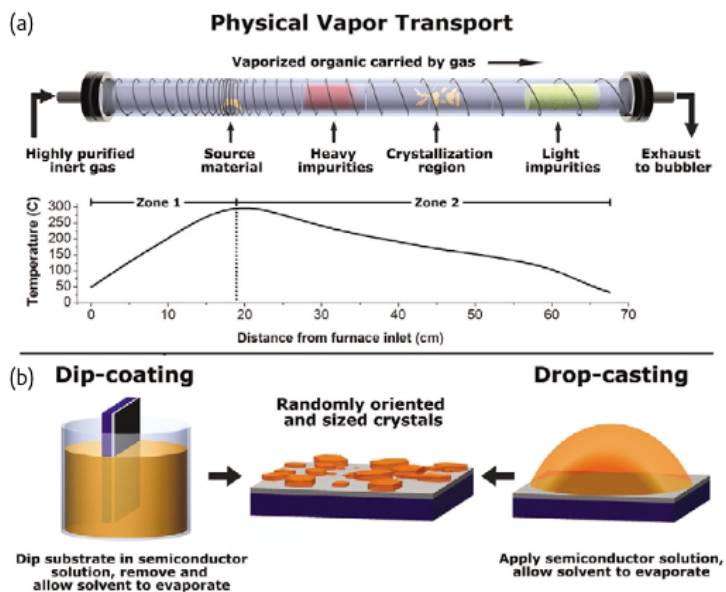 (a)
Physical Vapor Transport
Vaporized organic carried by gas
Highly purified
inert gas
Source
material
Heavy
impurities
Crystallization
region
Light
impurities
Exhaust
to bubbler
Temperature (C)
300
250
200
150
100
50
0
Zone 1
Zone 2
0 10 20 30 40 50 60 70
Distance from furnace inlet (cm)
(b)
Dip-coating
Drop-casting
Randomly oriented
and sized crystals
Dip substrate in semiconductor
solution, remove and
allow solvent to evaporate
Apply semiconductor solution,
allow solvent to evaporate